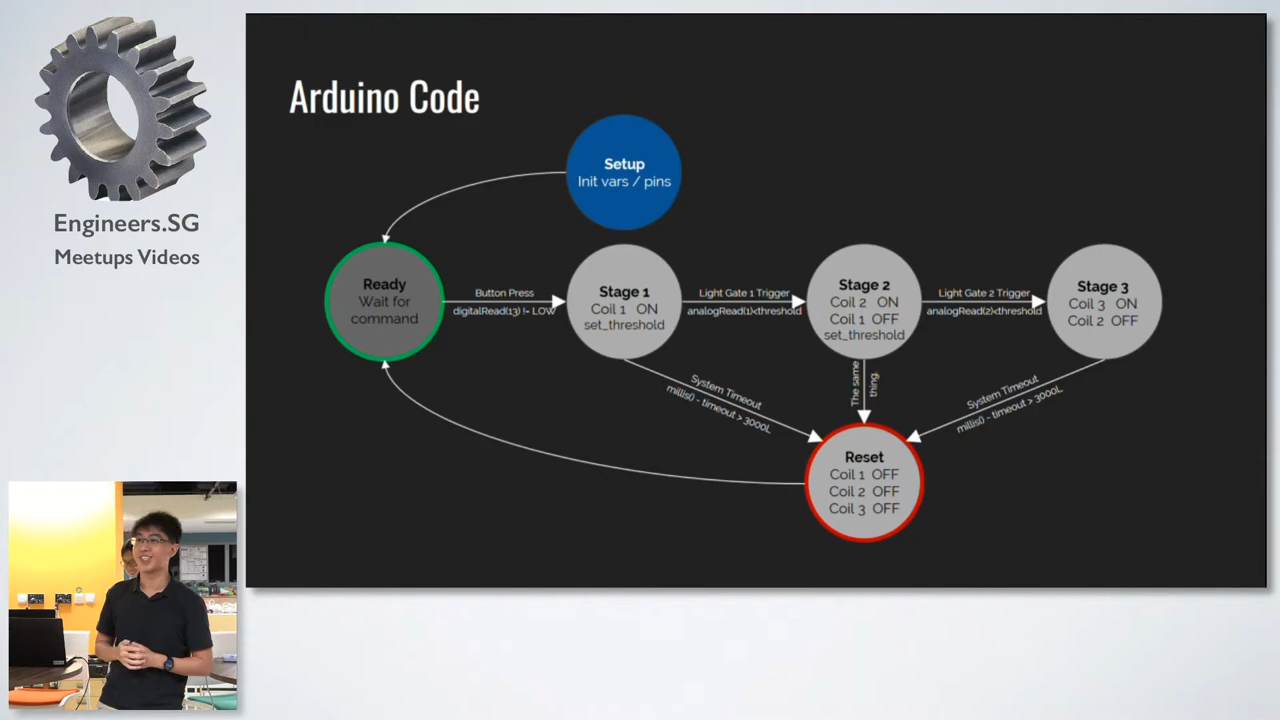 Engineers.SG
Meetups Videos
Arduino Code
Setup
Init vars / pins
Ready
Wait for
command
Button Press
digitalRead(13) != LOW
Stage 1
Coil 1 ON
set_threshold
Light Gate 1 Trigger
analogRead(1)<threshold
Stage 2
Coil 2 ON
Coil 1 OFF
set_threshold
Light Gate 2 Trigger
analogRead(2)<threshold
Stage 3
Coil 3 ON
Coil 2 OFF
System Timeout
millis() - timeout > 3000L
The same
thing.
System Timeout
millis() - timeout > 3000L
Reset
Coil 1 OFF
Coil 2 OFF
Coil 3 OFF